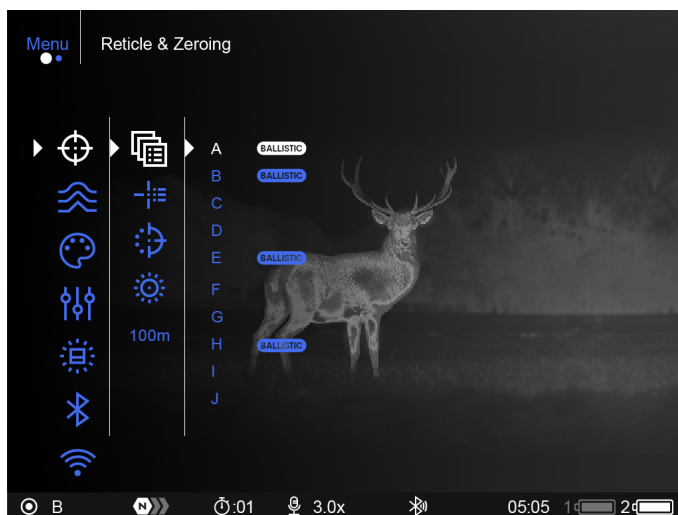 Menu
Reticle & Zeroing
A BALLISTIC
B BALLISTIC
C
D
E BALLISTIC
F
G
100m
H BALLISTIC
I
J
B N :01 3.0x 05:05 1 2